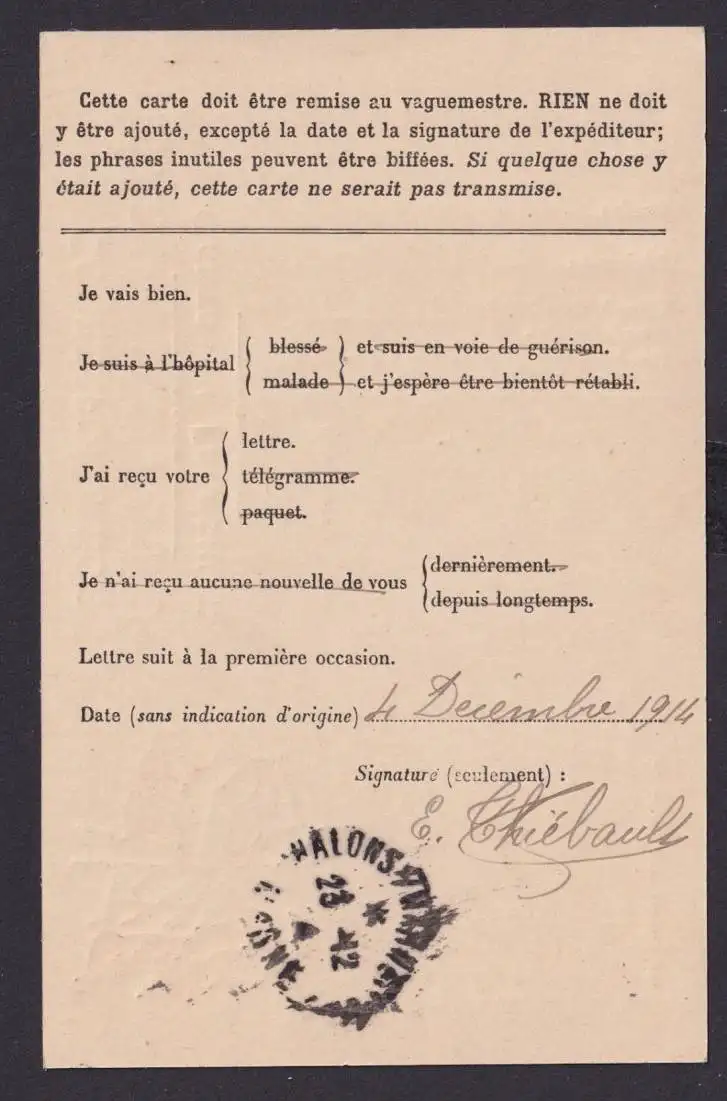 Cette carte doit être remise au vaguemestre. RIEN ne doit
y être ajouté, excepté la date et la signature de l'expéditeur;
les phrases inutiles peuvent être biffées. Si quelque chose y
était ajouté, cette carte ne serait pas transmise.
Je vais bien.
Je suis à l'hôpital { blessé } et suis en voie de guérison.
malade } et j'espère être bientôt rétabli.
lettre.
J'ai reçu votre { télégramme.
paquet.
Je n'ai reçu aucune nouvelle de vous { dernièrement.
depuis longtemps.
Lettre suit à la première occasion.
Date (sans indication d'origine) 4 Décembre 1914
Signature (seulement) :
E. Thiébault
HALONS
23
* 12